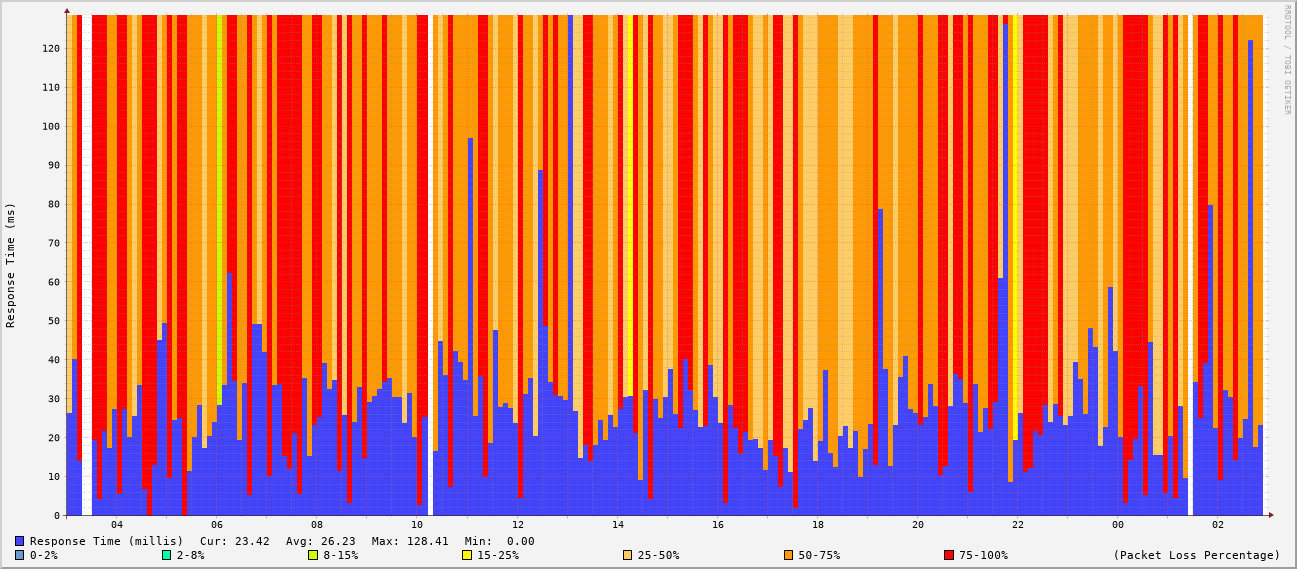 RRDTOOL / TOBI OETIKER
Response Time (ms)
120
110
100
90
80
70
60
50
40
30
20
10
0
04 06 08 10 12 14 16 18 20 22 00 02
Response Time (millis) Cur: 23.42 Avg: 26.23 Max: 128.41 Min: 0.00
0-2% 2-8% 8-15% 15-25% 25-50% 50-75% 75-100% (Packet Loss Percentage)